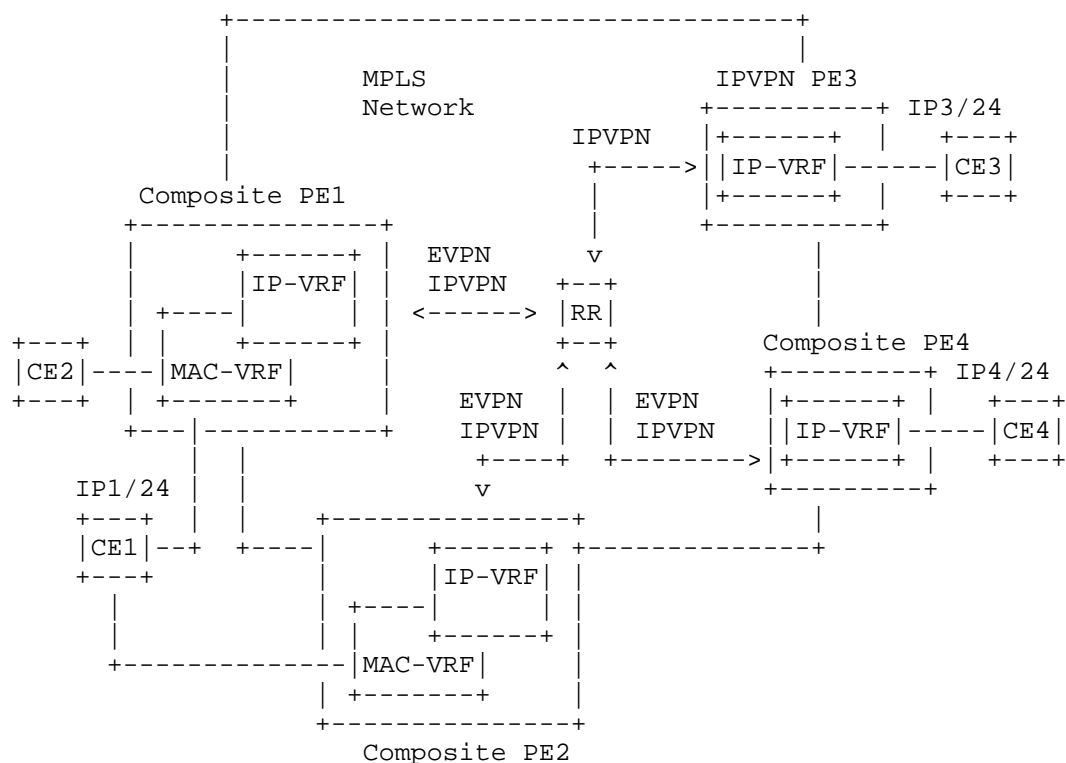 MPLS IPVPN PE3
Network IP3/24
IPVPN
IP-VRF CE3
Composite PE1
EVPN v
IP-VRF IPVPN
RR
Composite PE4
CE2 MAC-VRF ^ ^ IP4/24
EVPN EVPN
IPVPN IPVPN IP-VRF CE4
IP1/24 v
CE1 IP-VRF
MAC-VRF
Composite PE2